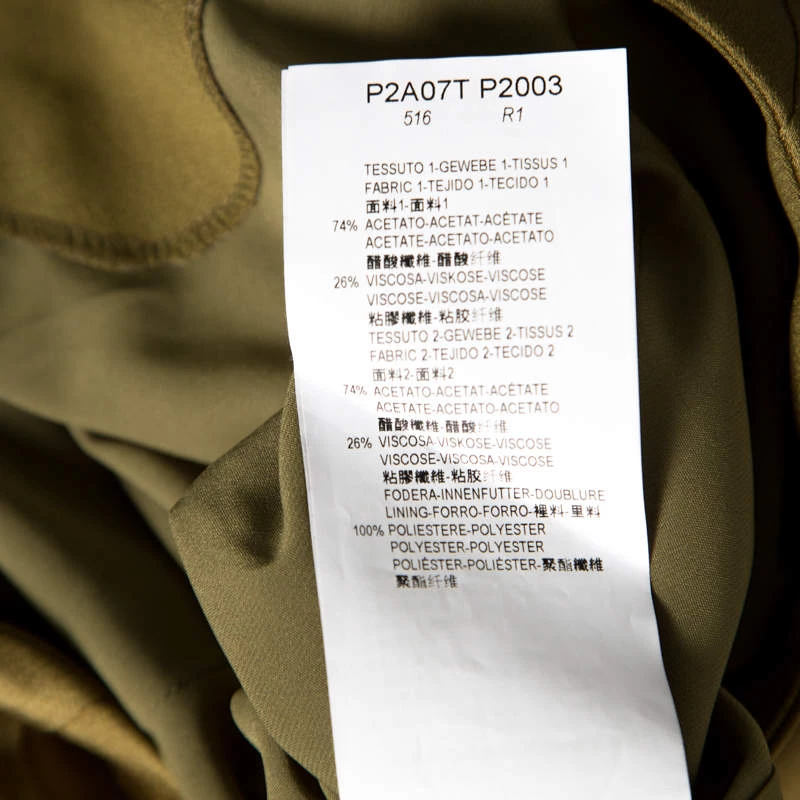 P2A07T P2003
516 R1
TESSUTO 1-GEWEBE 1-TISSUS 1
FABRIC 1-TEJIDO 1-TECIDO 1
面料1-面料1
74% ACETATO-ACETAT-ACÉTATE
ACETATE-ACETATO-ACETATO
醋酸纖維-醋酸纤维
26% VISCOSA-VISKOSE-VISCOSE
VISCOSE-VISCOSA-VISCOSE
粘膠纖維-粘胶纤维
TESSUTO 2-GEWEBE 2-TISSUS 2
FABRIC 2-TEJIDO 2-TECIDO 2
面料2-面料2
74% ACETATO-ACETAT-ACÉTATE
ACETATE-ACETATO-ACETATO
醋酸纖維-醋酸纤维
26% VISCOSA-VISKOSE-VISCOSE
VISCOSE-VISCOSA-VISCOSE
粘膠纖維-粘胶纤维
FODERA-INNENFUTTER-DOUBLURE
LINING-FORRO-FORRO-裡料-里料
100% POLIESTERE-POLYESTER
POLYESTER-POLYESTER
POLIÉSTER-POLIÉSTER-聚酯纖維
聚酯纤维